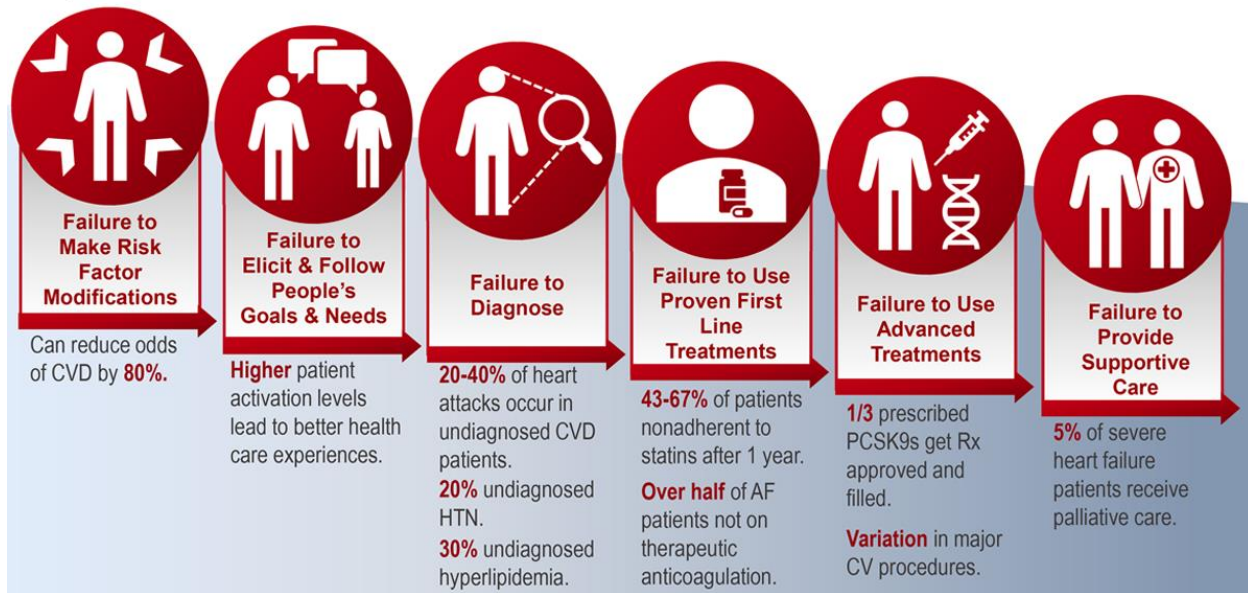 Failure to
Make Risk
Factor
Modifications
Can reduce odds
of CVD by 80%.
Failure to
Elicit & Follow
People's
Goals & Needs
Higher patient
activation levels
lead to better health
care experiences.
Failure to
Diagnose
20-40% of heart
attacks occur in
undiagnosed CVD
patients.
20% undiagnosed
HTN.
30% undiagnosed
hyperlipidemia.
Failure to Use
Proven First
Line
Treatments
43-67% of patients
nonadherent to
statins after 1 year.
Over half of AF
patients not on
therapeutic
anticoagulation.
Failure to Use
Advanced
Treatments
1/3 prescribed
PCSK9s get Rx
approved and
filled.
Variation in major
CV procedures.
Failure to
Provide
Supportive
Care
5% of severe
heart failure
patients receive
palliative care.